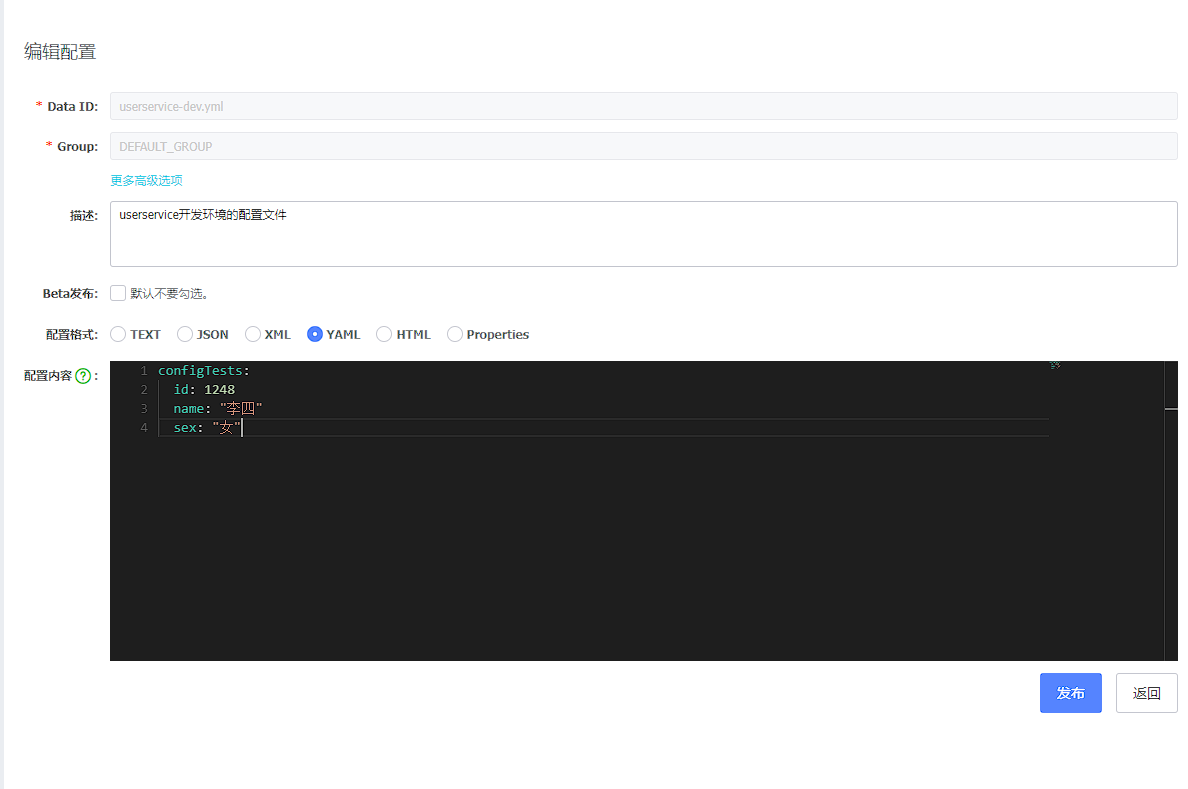 编辑配置
* Data ID: userservice-dev.yml
* Group: DEFAULT_GROUP
更多高级选项
描述: userservice开发环境的配置文件
Beta发布: 默认不要勾选。
配置格式: TEXT JSON XML YAML HTML Properties
配置内容 ? :
1 configTests:
2 id: 1248
3 name: "李四"
4 sex: "女"
发布 返回